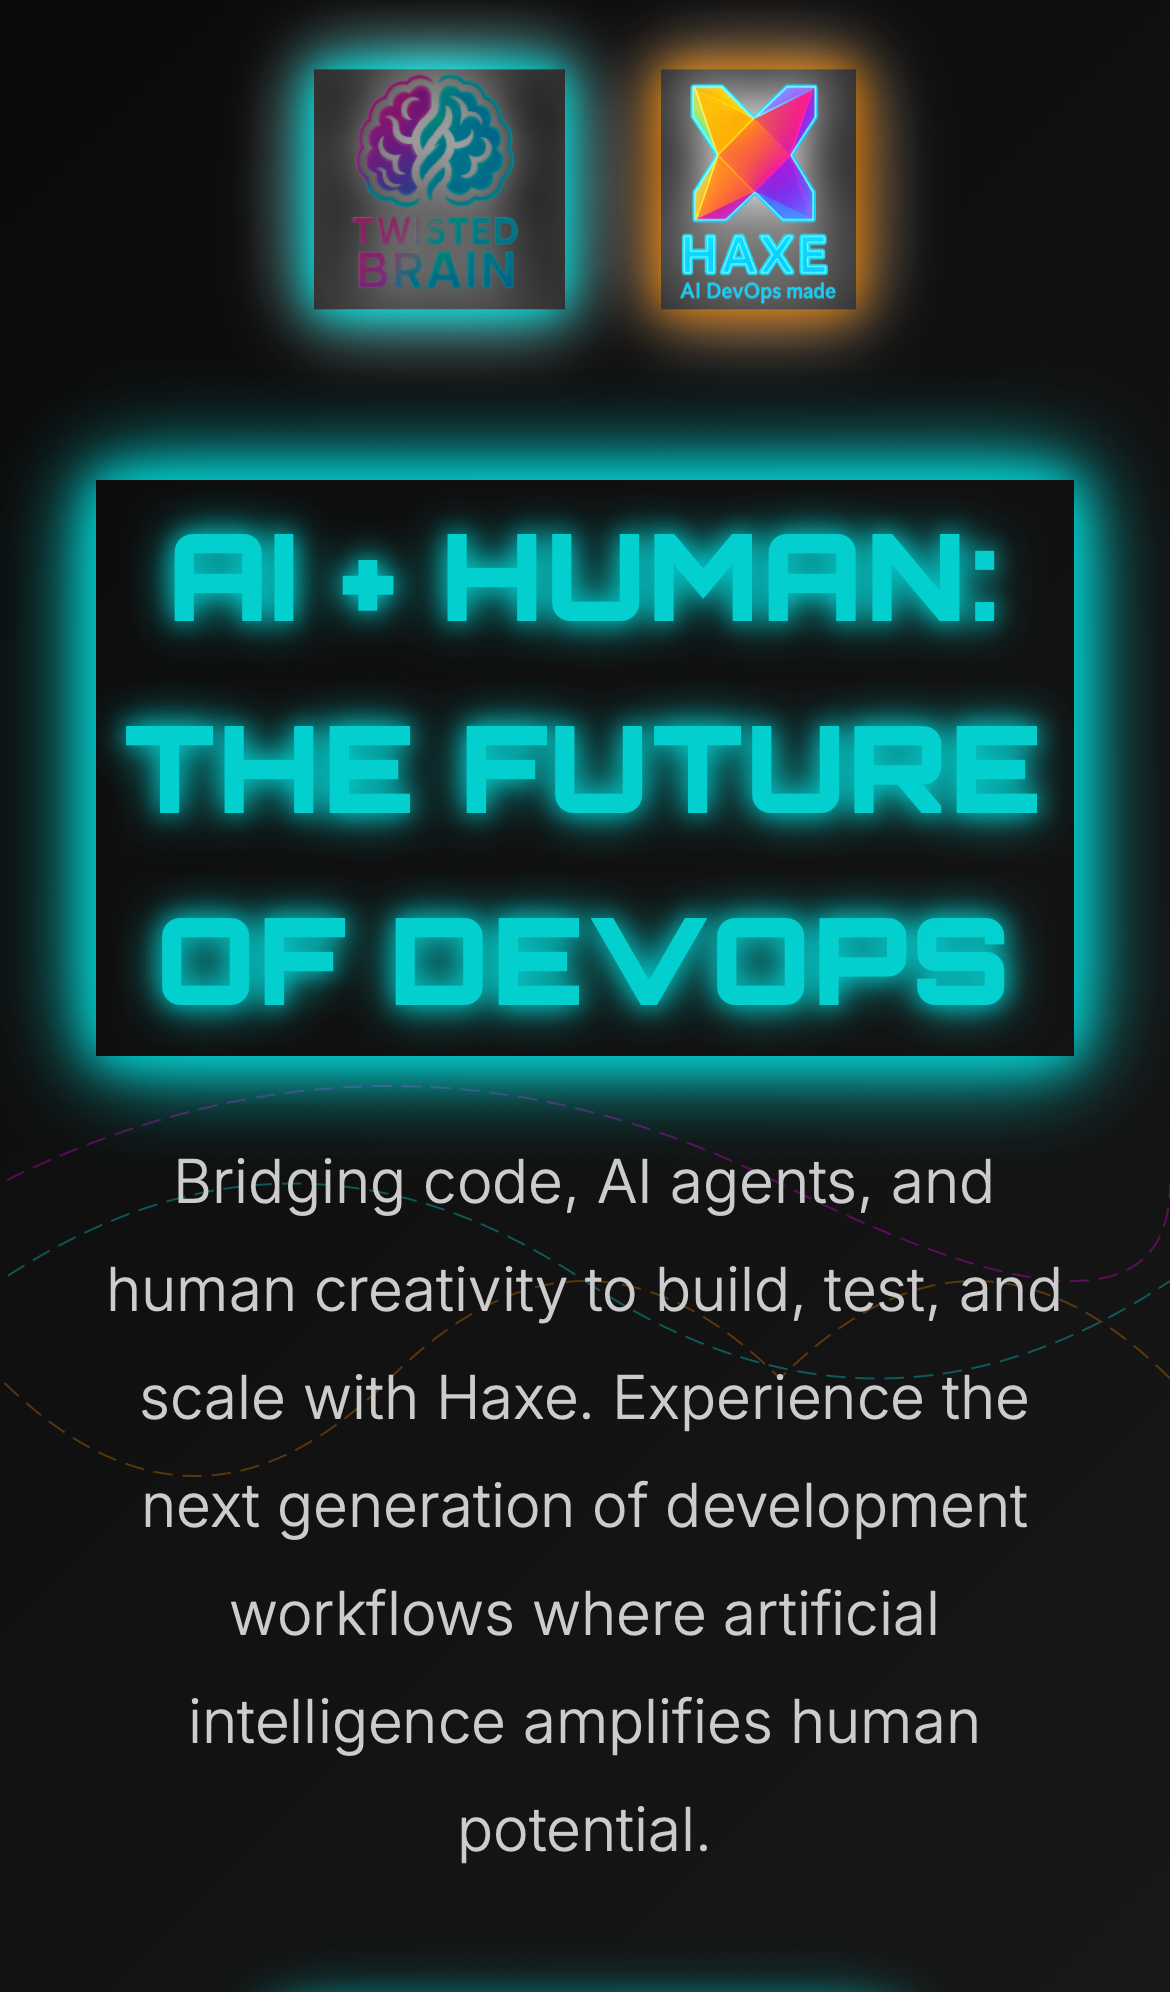 TWISTED
BRAIN
HAXE
AI DevOps made
AI + HUMAN:
THE FUTURE
OF DEVOPS
Bridging code, AI agents, and
human creativity to build, test, and
scale with Haxe. Experience the
next generation of development
workflows where artificial
intelligence amplifies human
potential.